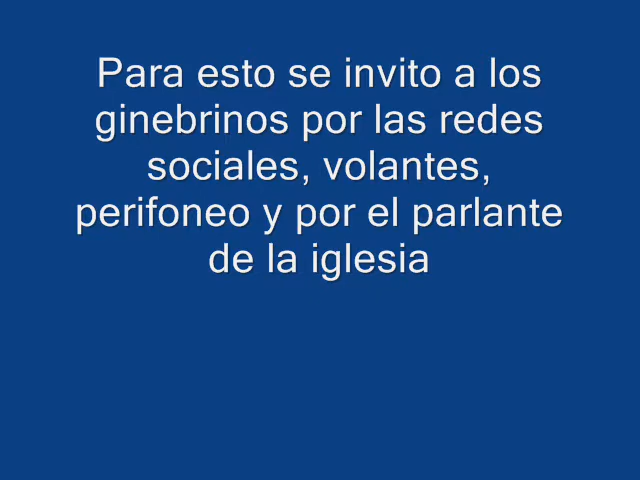 Para esto se invito a los
ginebrinos por las redes
sociales, volantes,
perifoneo y por el parlante
de la iglesia